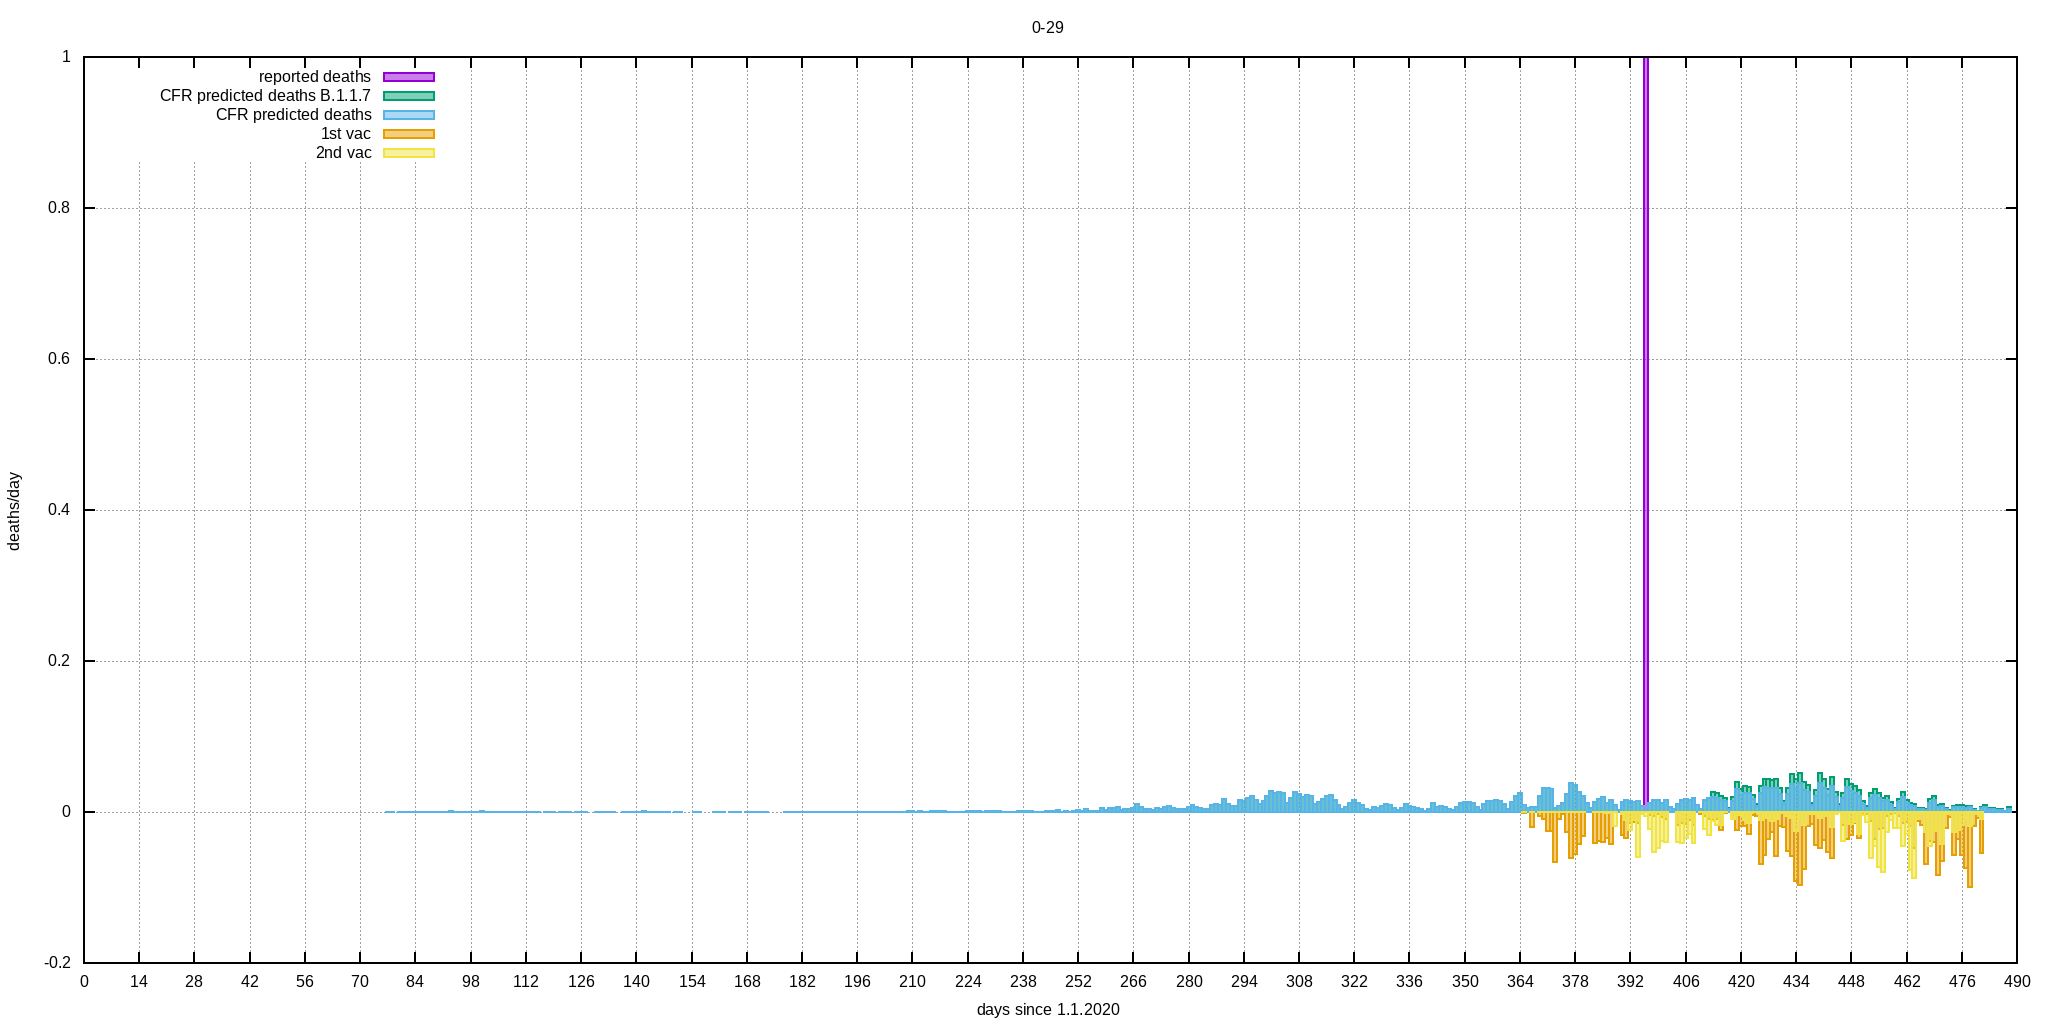 0-29
1
reported deaths
CFR predicted deaths B.1.1.7
CFR predicted deaths
1st vac
2nd vac
0.8
0.6
0.4
deaths/day
0.2
0
-0.2
0 14 28 42 56 70 84 98 112 126 140 154 168 182 196 210 224 238 252 266 280 294 308 322 336 350 364 378 392 406 420 434 448 462 476 490
days since 1.1.2020